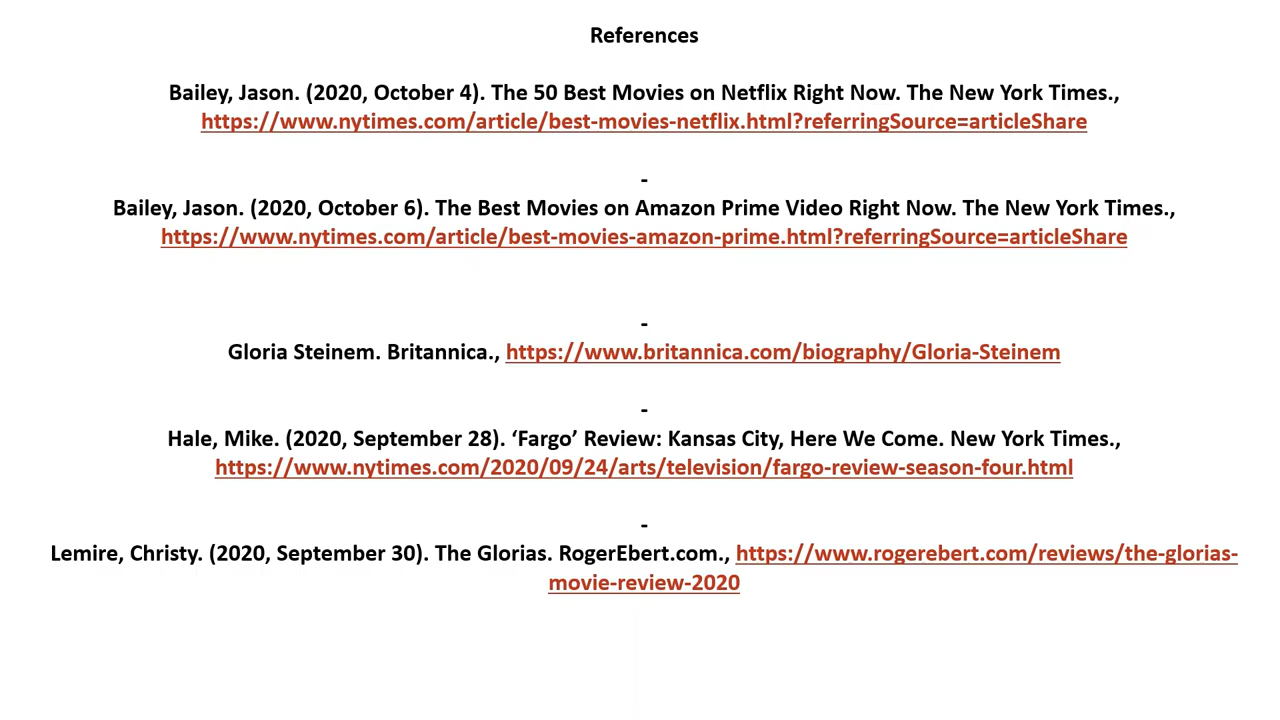 References
Bailey, Jason. (2020, October 4). The 50 Best Movies on Netflix Right Now. The New York Times.,
https://www.nytimes.com/article/best-movies-netflix.html?referringSource=articleShare
-
Bailey, Jason. (2020, October 6). The Best Movies on Amazon Prime Video Right Now. The New York Times.,
https://www.nytimes.com/article/best-movies-amazon-prime.html?referringSource=articleShare
-
Gloria Steinem. Britannica., https://www.britannica.com/biography/Gloria-Steinem
-
Hale, Mike. (2020, September 28). ‘Fargo’ Review: Kansas City, Here We Come. New York Times.,
https://www.nytimes.com/2020/09/24/arts/television/fargo-review-season-four.html
-
Lemire, Christy. (2020, September 30). The Glorias. RogerEbert.com., https://www.rogerebert.com/reviews/the-glorias-
movie-review-2020